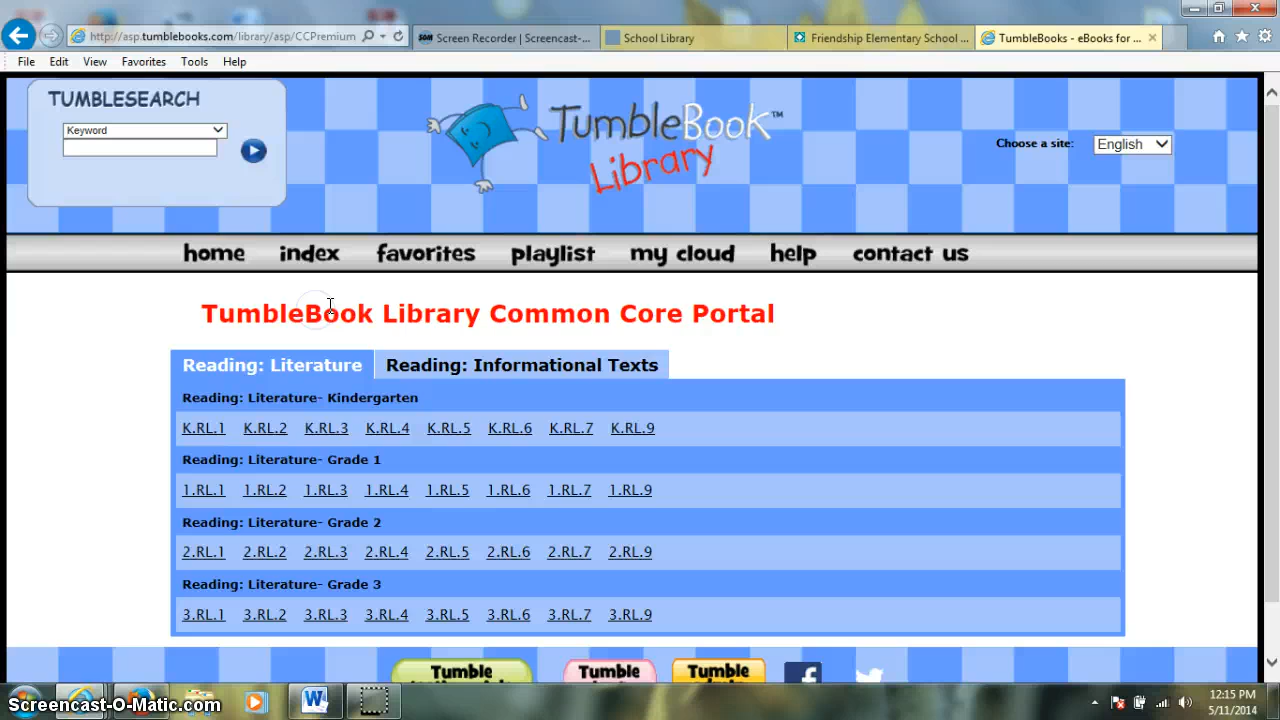 http://asp.tumblebooks.com/library/asp/CCPremium
Screen Recorder | Screencast-...
School Library
Friendship Elementary School ...
TumbleBooks - eBooks for ...
File Edit View Favorites Tools Help
TUMBLESEARCH
Keyword
TumbleBook™
Library
Choose a site: English
home index favorites playlist my cloud help contact us
TumbleBook Library Common Core Portal
Reading: Literature Reading: Informational Texts
Reading: Literature- Kindergarten
K.RL.1 K.RL.2 K.RL.3 K.RL.4 K.RL.5 K.RL.6 K.RL.7 K.RL.9
Reading: Literature- Grade 1
1.RL.1 1.RL.2 1.RL.3 1.RL.4 1.RL.5 1.RL.6 1.RL.7 1.RL.9
Reading: Literature- Grade 2
2.RL.1 2.RL.2 2.RL.3 2.RL.4 2.RL.5 2.RL.6 2.RL.7 2.RL.9
Reading: Literature- Grade 3
3.RL.1 3.RL.2 3.RL.3 3.RL.4 3.RL.5 3.RL.6 3.RL.7 3.RL.9
Tumble Tumble Tumble
Screencast-O-Matic.com
12:15 PM
5/11/2014